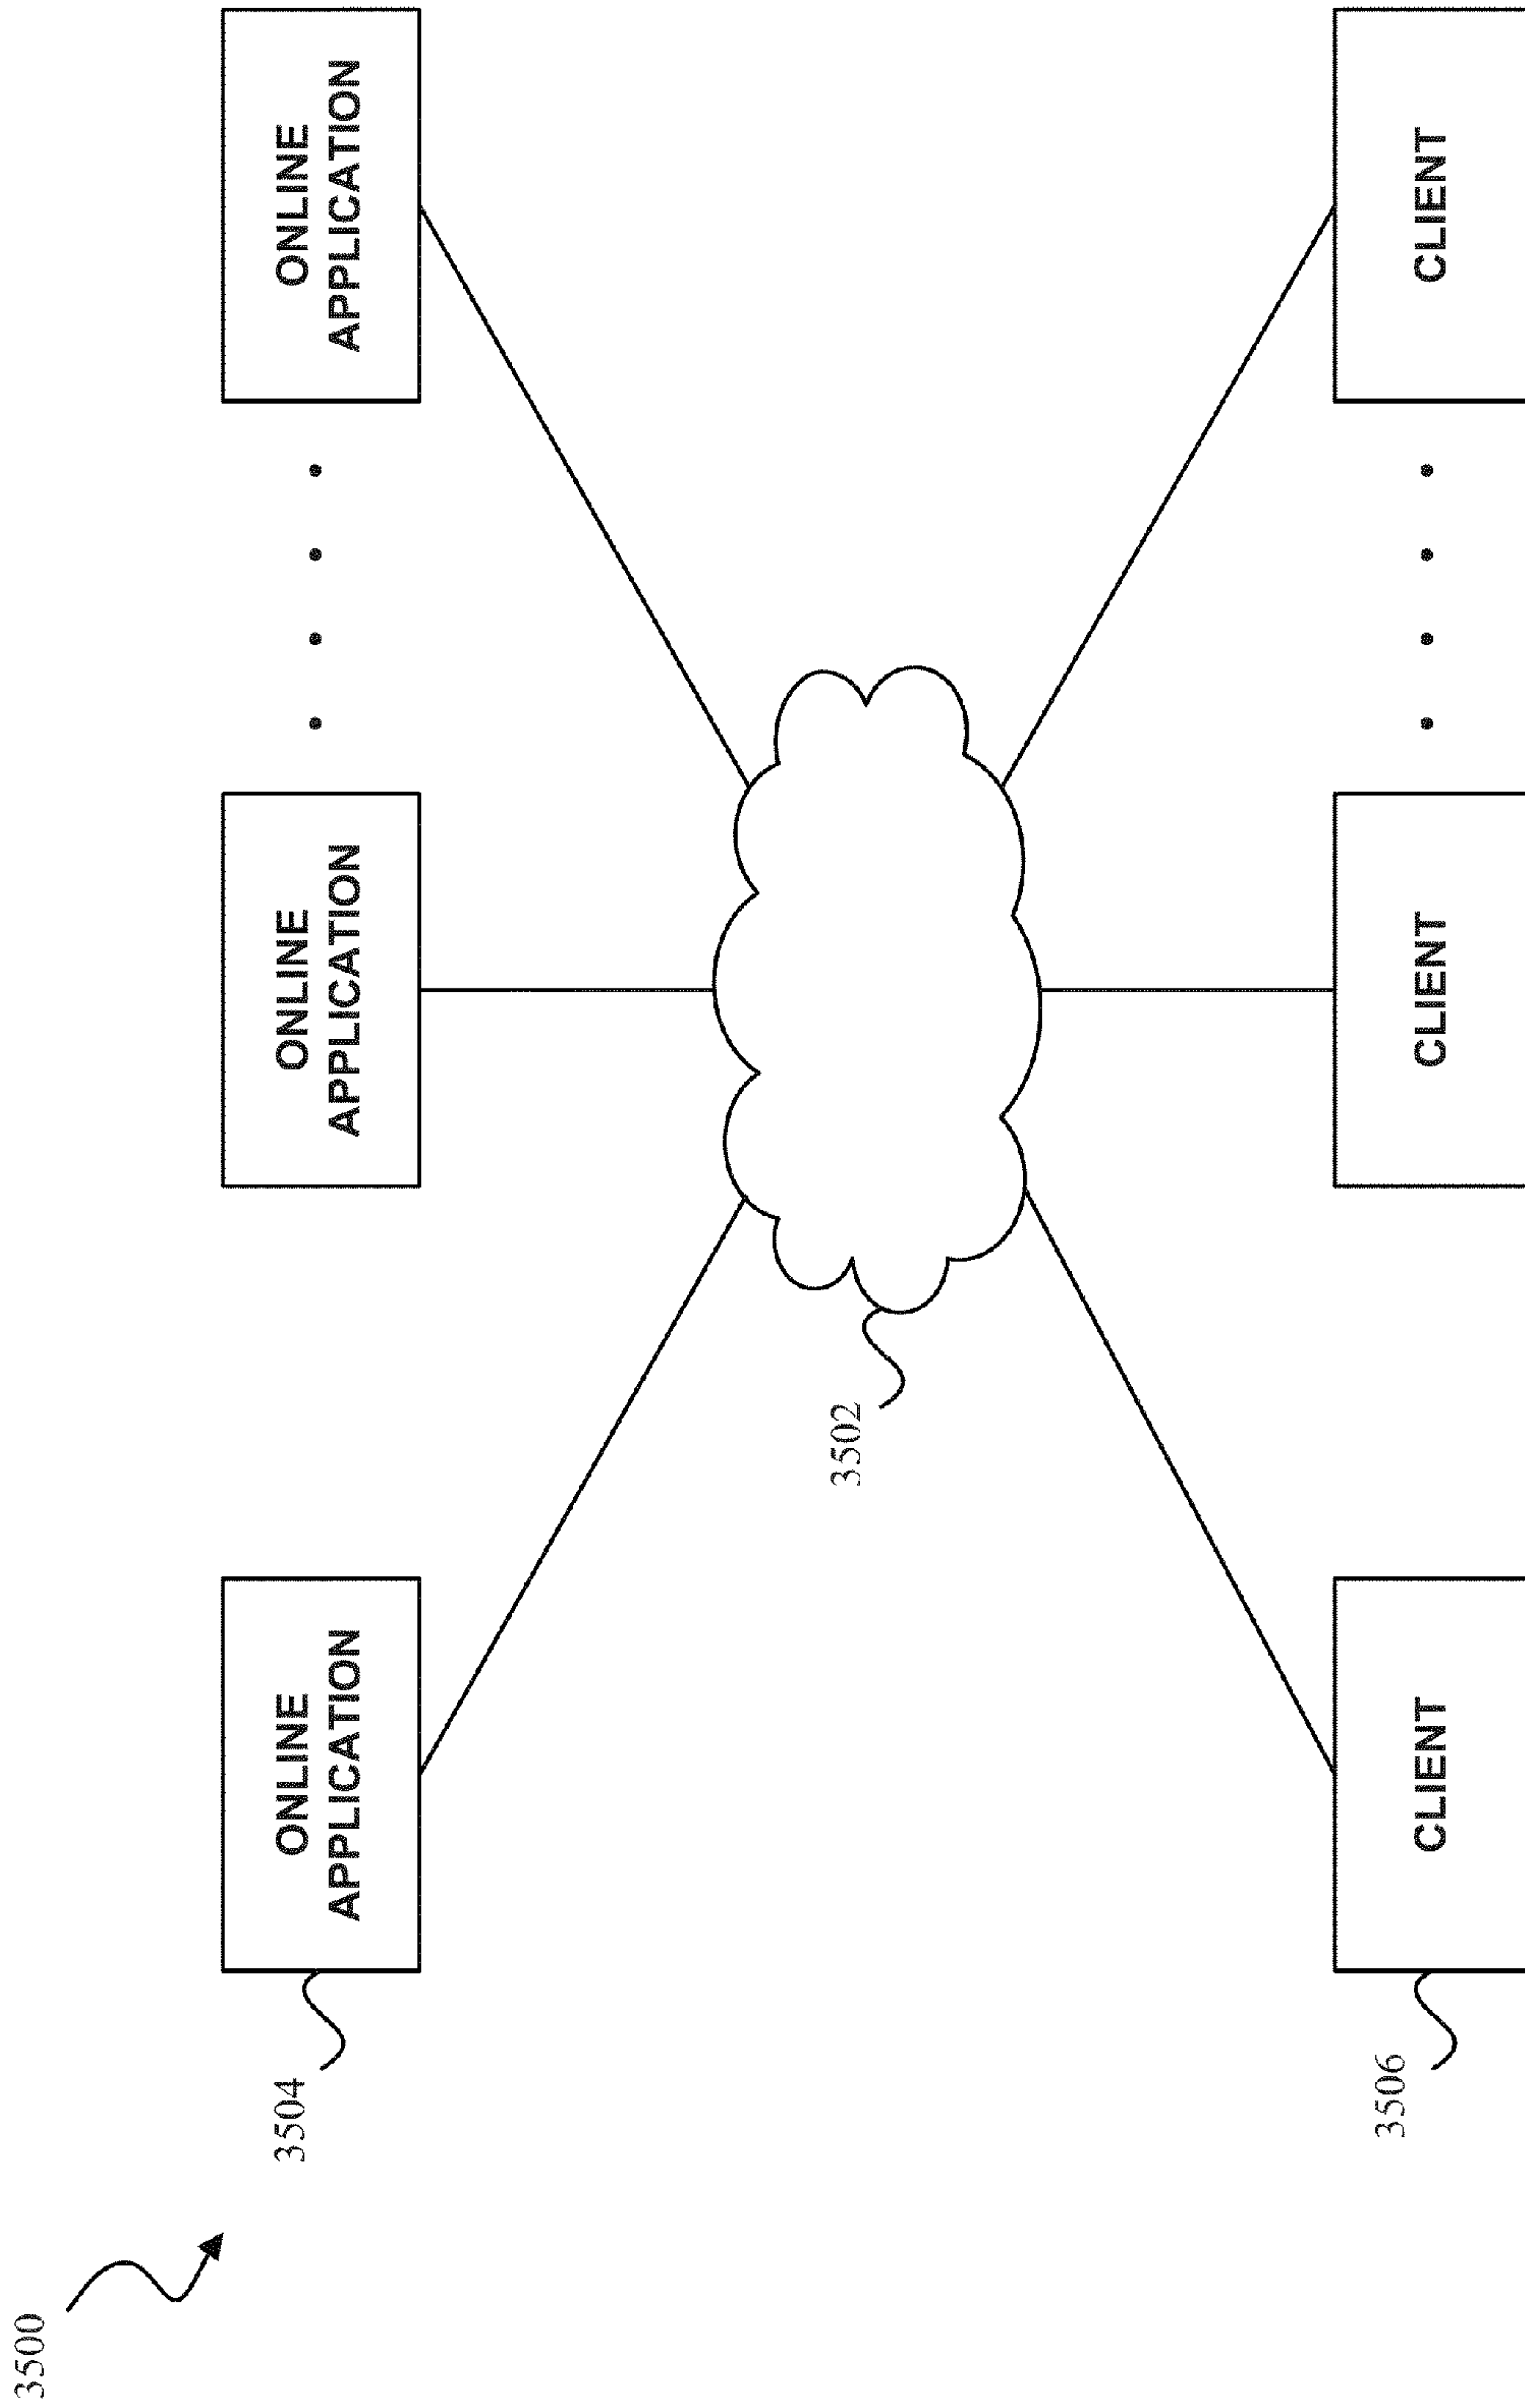 3500
3504
ONLINE
APPLICATION
ONLINE
APPLICATION
ONLINE
APPLICATION
3502
3506
CLIENT
CLIENT
CLIENT